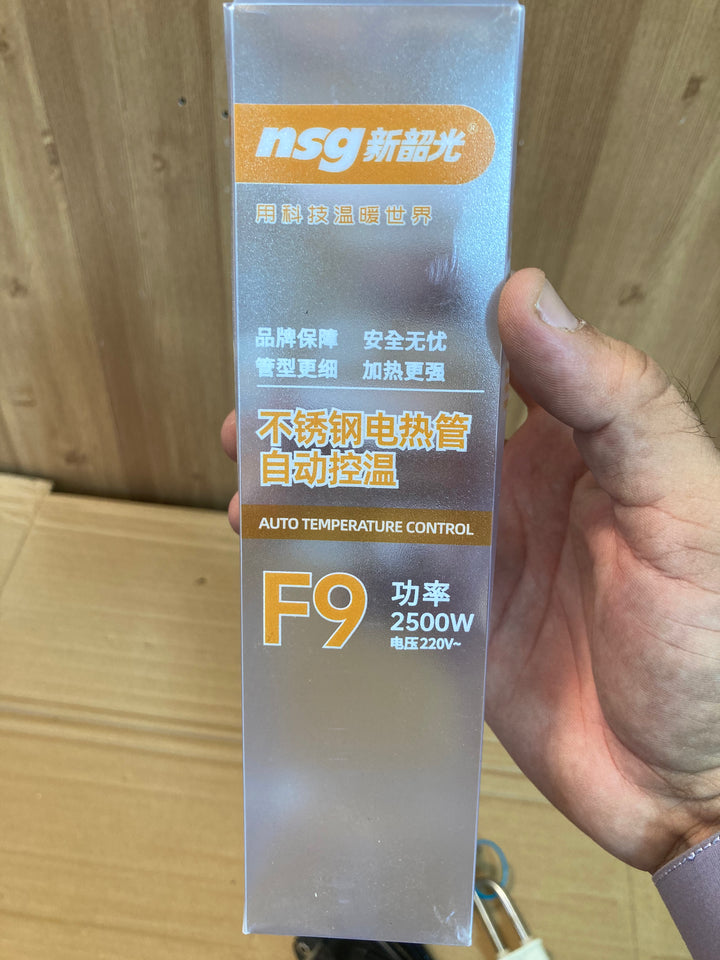 nsg新韶光®
用科技温暖世界
品牌保障 安全无忧
管型更细 加热更强
不锈钢电热管
自动控温
AUTO TEMPERATURE CONTROL
F9
功率
2500W
电压220V~